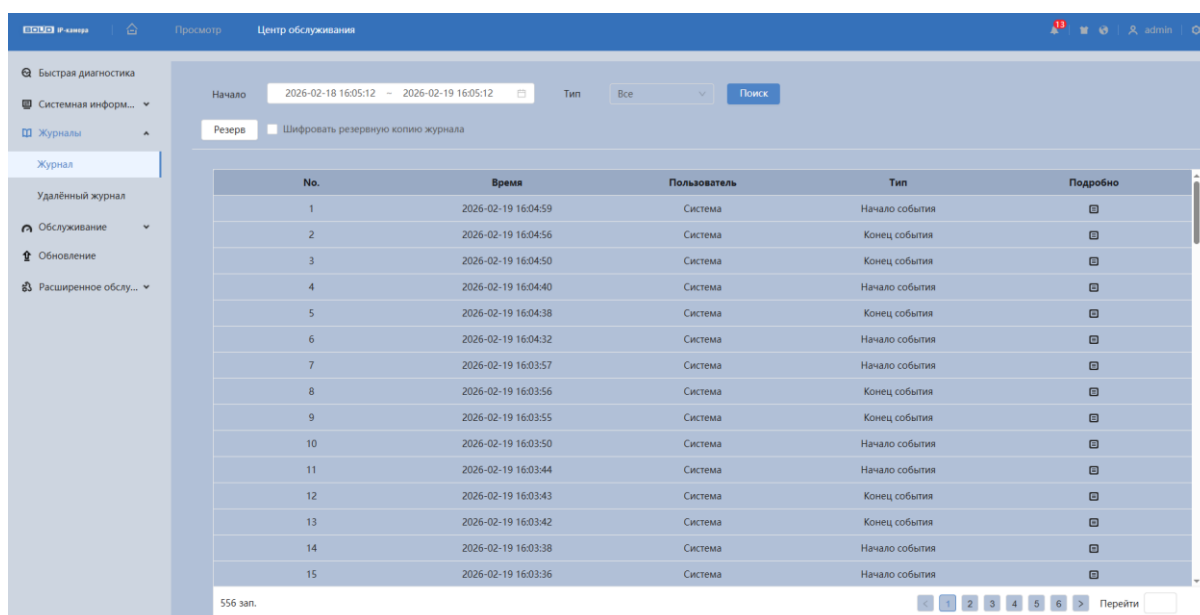 BOLID IP-камера Просмотр Центр обслуживания 13 admin
Быстрая диагностика
Системная информ...
Журналы
Журнал
Удалённый журнал
Обслуживание
Обновление
Расширенное обслу...
Начало 2026-02-18 16:05:12 ~ 2026-02-19 16:05:12 Тип Все Поиск
Резерв Шифровать резервную копию журнала
No. Время Пользователь Тип Подробно
1 2026-02-19 16:04:59 Система Начало события
2 2026-02-19 16:04:56 Система Конец события
3 2026-02-19 16:04:50 Система Конец события
4 2026-02-19 16:04:40 Система Начало события
5 2026-02-19 16:04:38 Система Конец события
6 2026-02-19 16:04:32 Система Начало события
7 2026-02-19 16:03:57 Система Начало события
8 2026-02-19 16:03:56 Система Конец события
9 2026-02-19 16:03:55 Система Конец события
10 2026-02-19 16:03:50 Система Начало события
11 2026-02-19 16:03:44 Система Начало события
12 2026-02-19 16:03:43 Система Конец события
13 2026-02-19 16:03:42 Система Конец события
14 2026-02-19 16:03:38 Система Начало события
15 2026-02-19 16:03:36 Система Начало события
556 зап. < 1 2 3 4 5 6 > Перейти